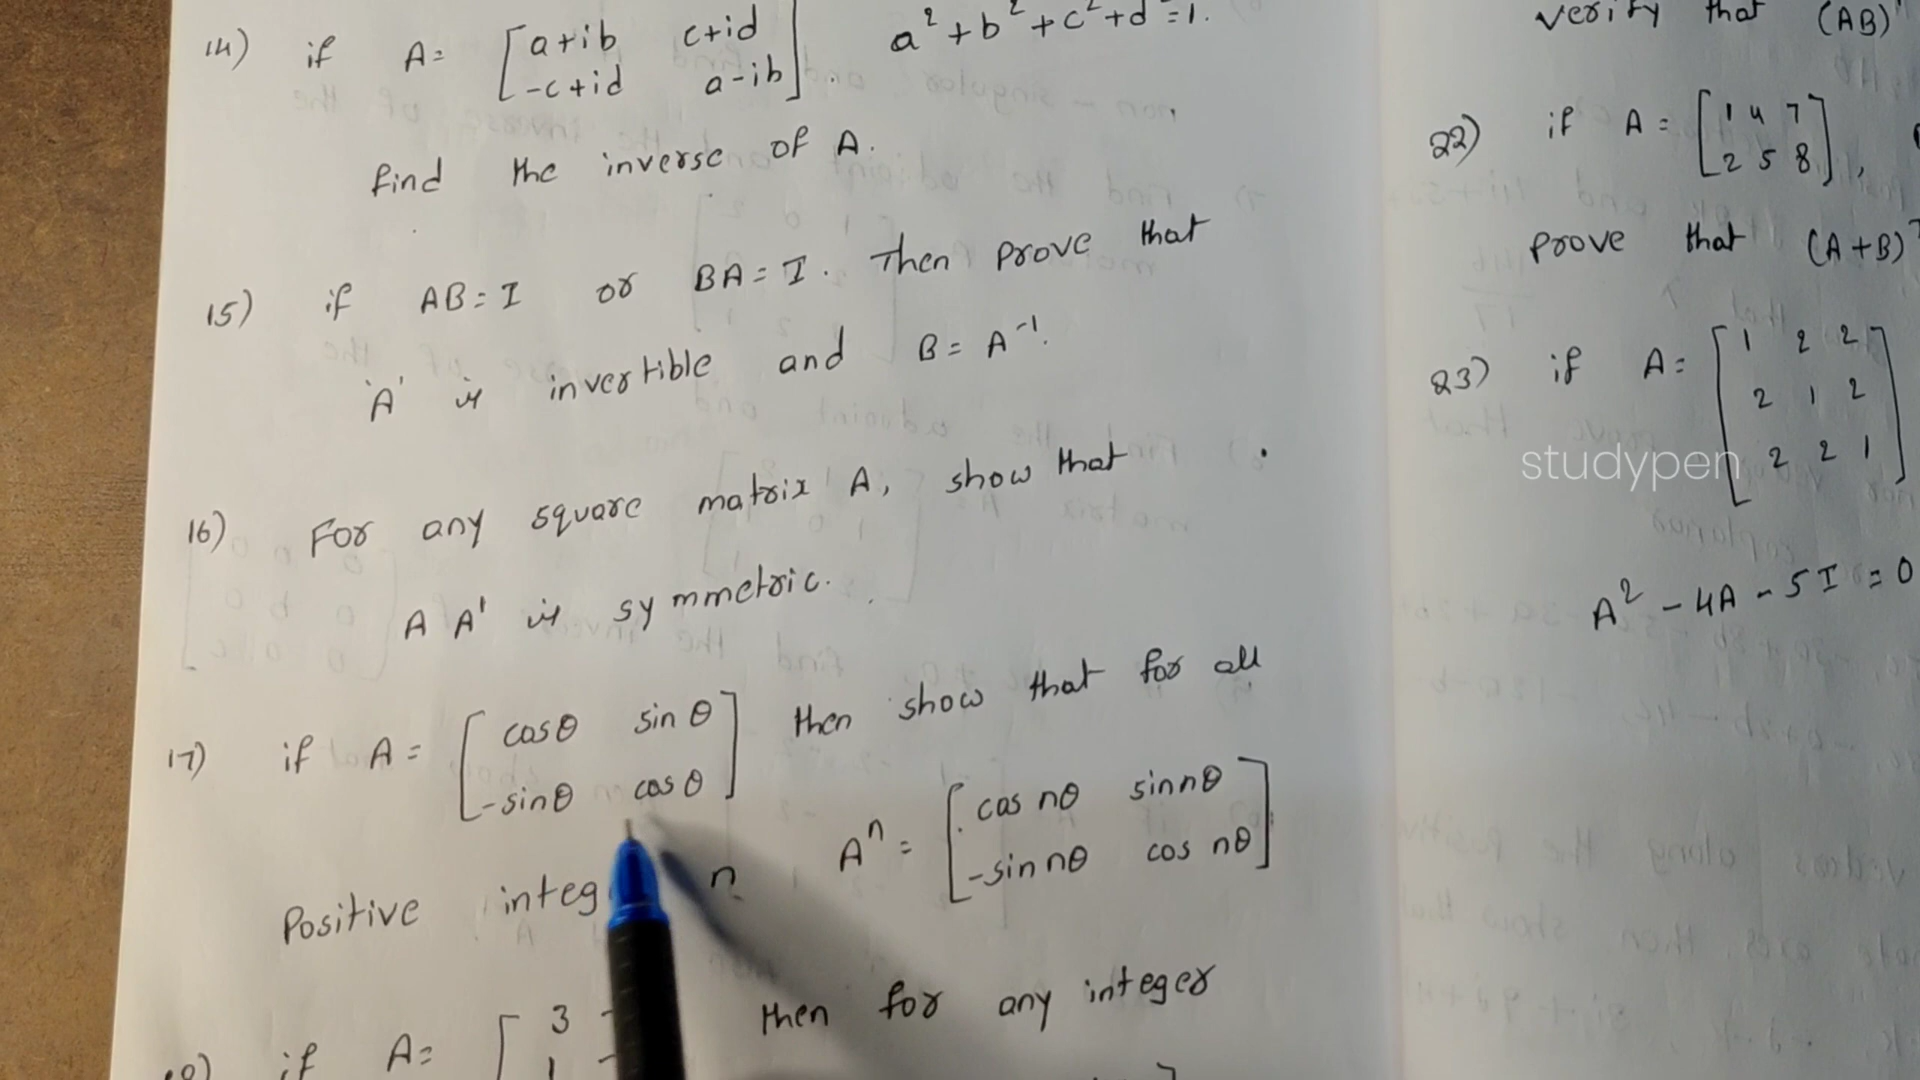 14) if A = [a+ib c+id
-c+id a-ib] . a² + b² + c² + d² = 1.
find the inverse of A.
15) if AB = I or BA = I. Then prove that
'A' is invertible and B = A⁻¹.
16) For any square matrix A, show that
A A' is symmetric.
17) if A = [cosθ sinθ
-sinθ cosθ] then show that for all
Positive integ n Aⁿ = [cos nθ sin nθ
-sin nθ cos nθ]
if A = [3
1
then for any integer
verify that (AB)
22) if A = [1 4 7
2 5 8],
prove that (A+B)
23) if A = [1 2 2
2 1 2
2 2 1]
studypen
A² - 4A - 5I = 0